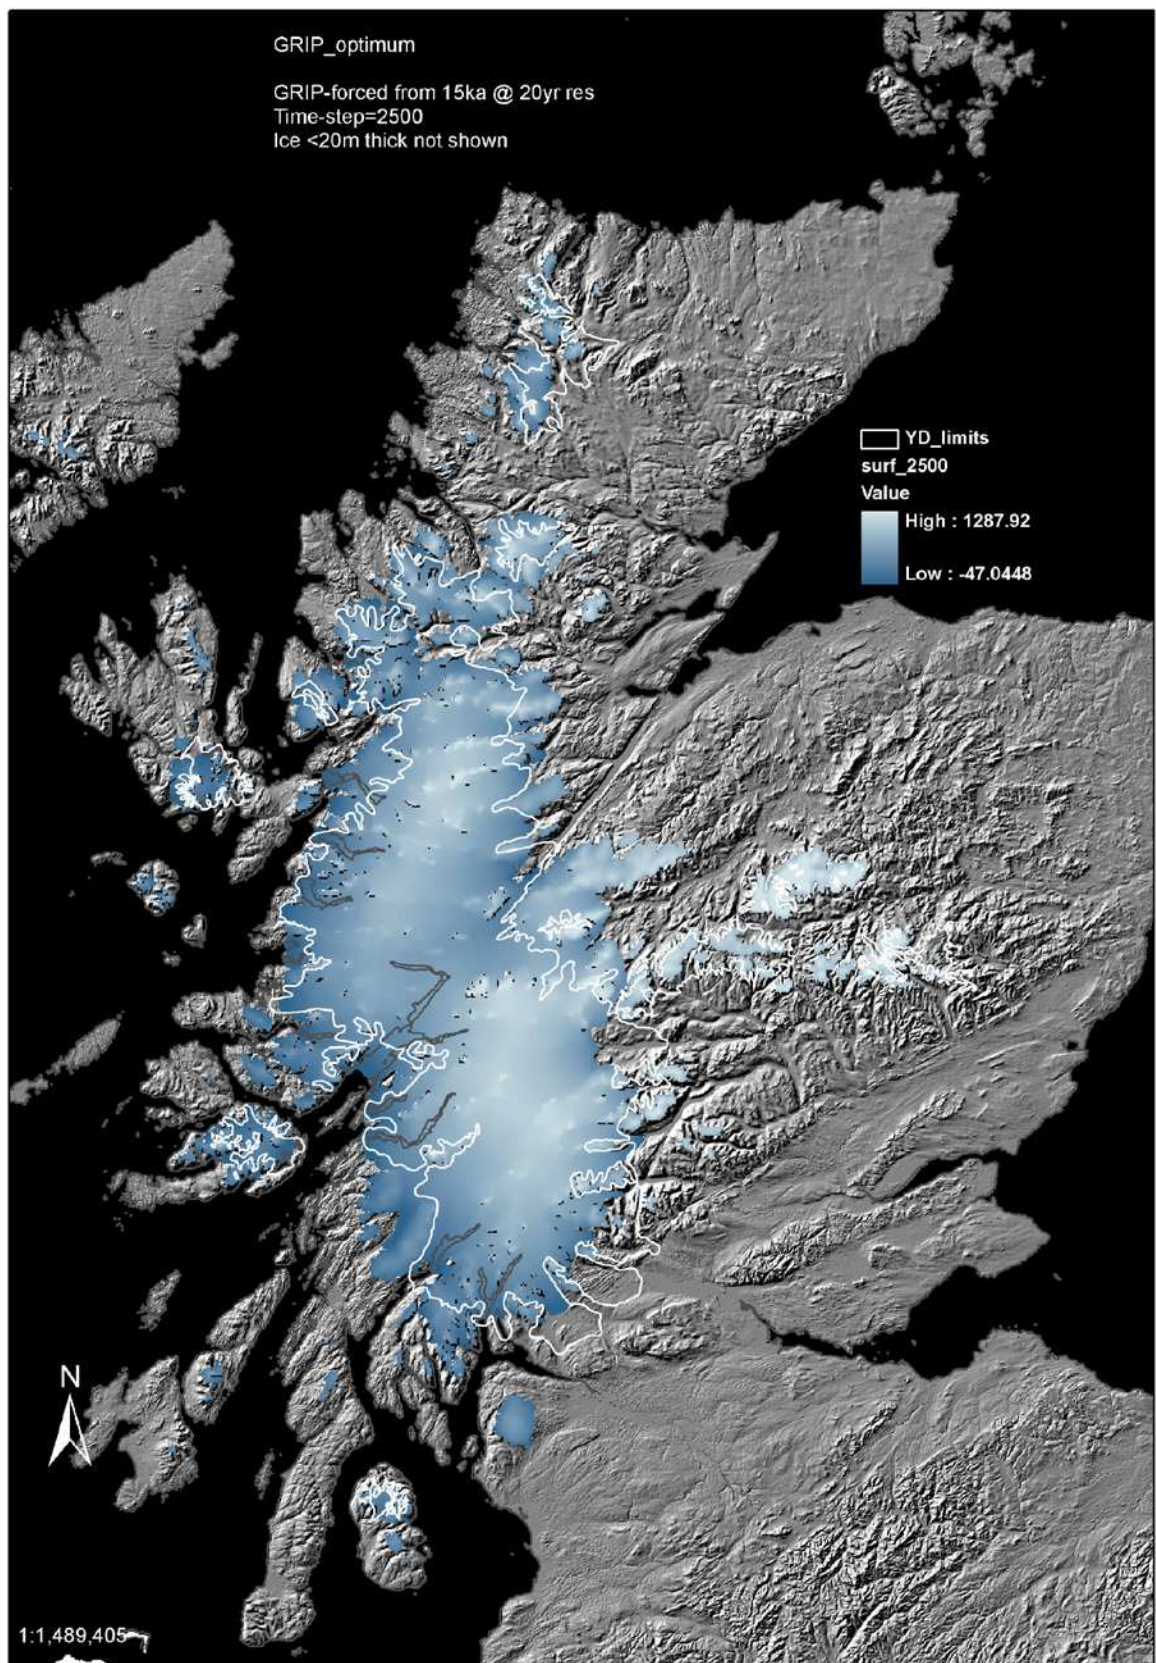 GRIP_optimum
GRIP-forced from 15ka @ 20yr res
Time-step=2500
Ice <20m thick not shown
YD_limits
surf_2500
Value
High : 1287.92
Low : -47.0448
N
1:1,489,405